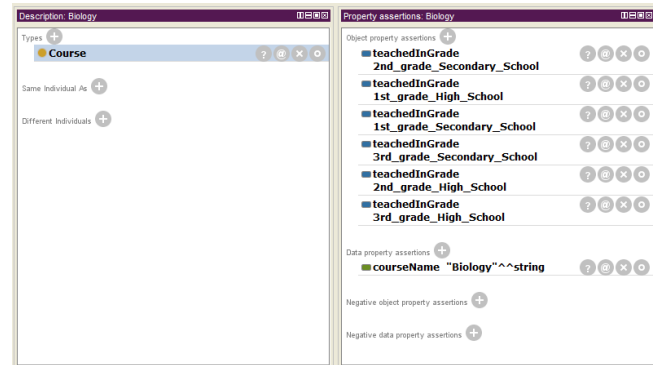 Description: Biology
Types
Course
? @ x o
Same Individual As
Different Individuals
Property assertions: Biology
Object property assertions
teachedInGrade
2nd_grade_Secondary_School
? @ x o
teachedInGrade
1st_grade_High_School
? @ x o
teachedInGrade
1st_grade_Secondary_School
? @ x o
teachedInGrade
3rd_grade_Secondary_School
? @ x o
teachedInGrade
2nd_grade_High_School
? @ x o
teachedInGrade
3rd_grade_High_School
? @ x o
Data property assertions
courseName "Biology"^^string
? @ x o
Negative object property assertions
Negative data property assertions